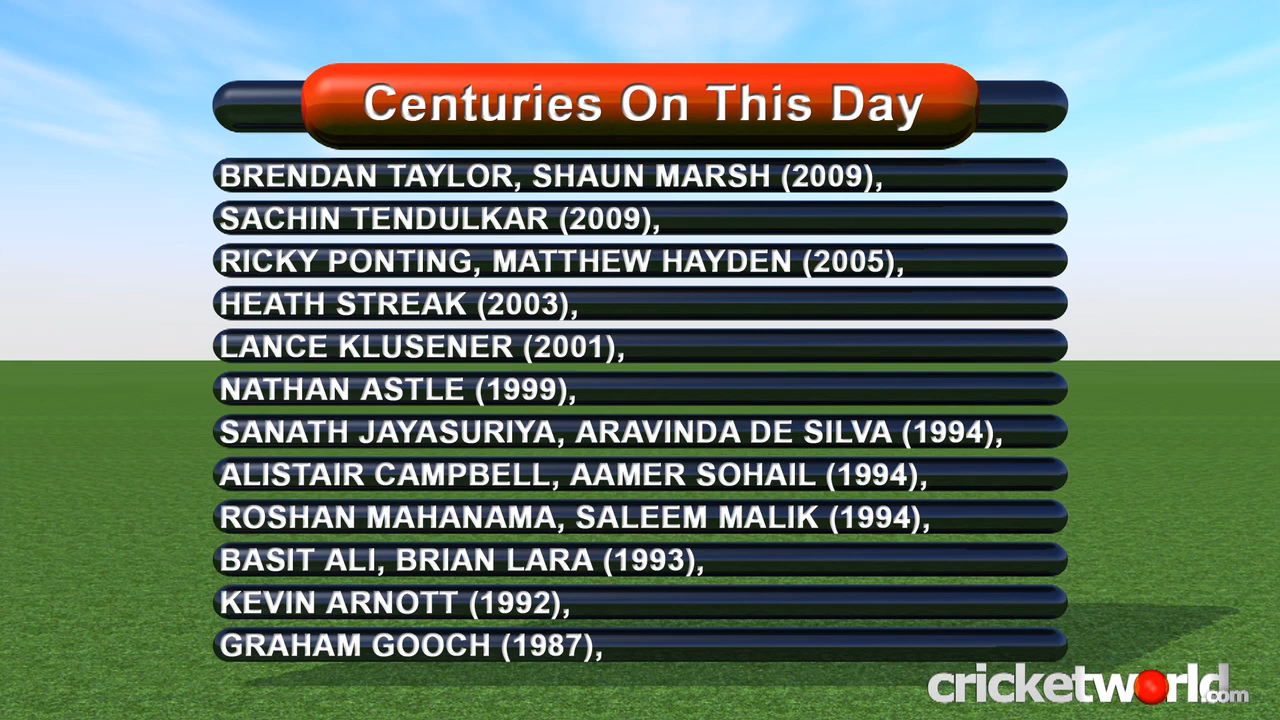 Centuries On This Day
BRENDAN TAYLOR, SHAUN MARSH (2009),
SACHIN TENDULKAR (2009),
RICKY PONTING, MATTHEW HAYDEN (2005),
HEATH STREAK (2003),
LANCE KLUSENER (2001),
NATHAN ASTLE (1999),
SANATH JAYASURIYA, ARAVINDA DE SILVA (1994),
ALISTAIR CAMPBELL, AAMER SOHAIL (1994),
ROSHAN MAHANAMA, SALEEM MALIK (1994),
BASIT ALI, BRIAN LARA (1993),
KEVIN ARNOTT (1992),
GRAHAM GOOCH (1987),
cricketworld.com